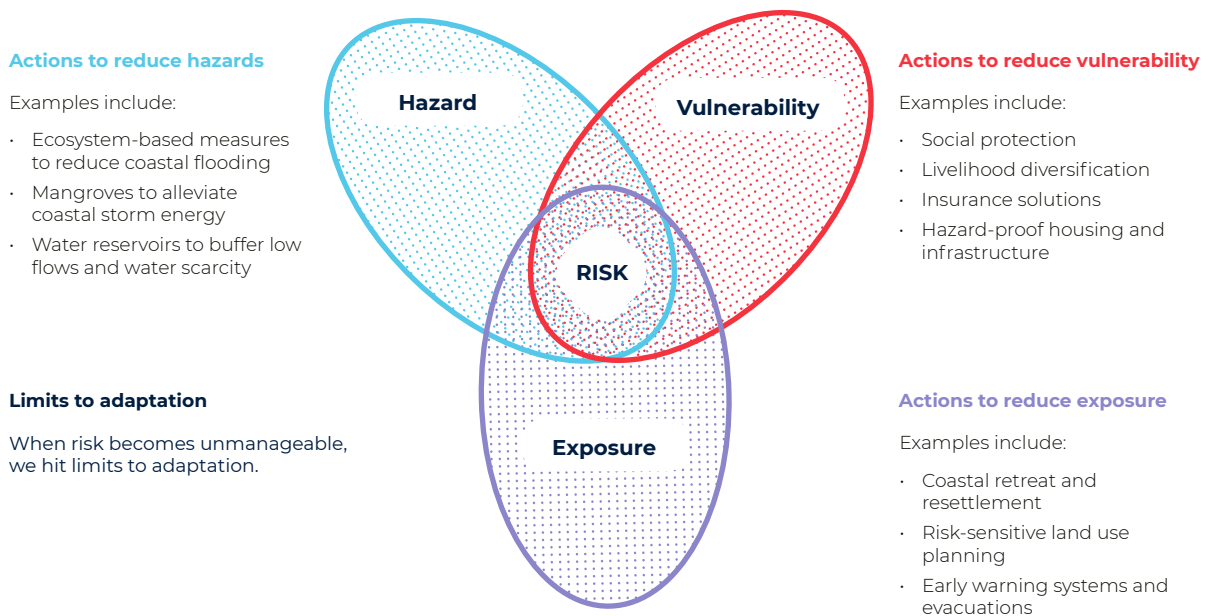 Actions to reduce hazards
Examples include:
• Ecosystem-based measures
to reduce coastal flooding
• Mangroves to alleviate
coastal storm energy
• Water reservoirs to buffer low
flows and water scarcity
Hazard
Vulnerability
RISK
Exposure
Actions to reduce vulnerability
Examples include:
• Social protection
• Livelihood diversification
• Insurance solutions
• Hazard-proof housing and
infrastructure
Limits to adaptation
When risk becomes unmanageable,
we hit limits to adaptation.
Actions to reduce exposure
Examples include:
• Coastal retreat and
resettlement
• Risk-sensitive land use
planning
• Early warning systems and
evacuations